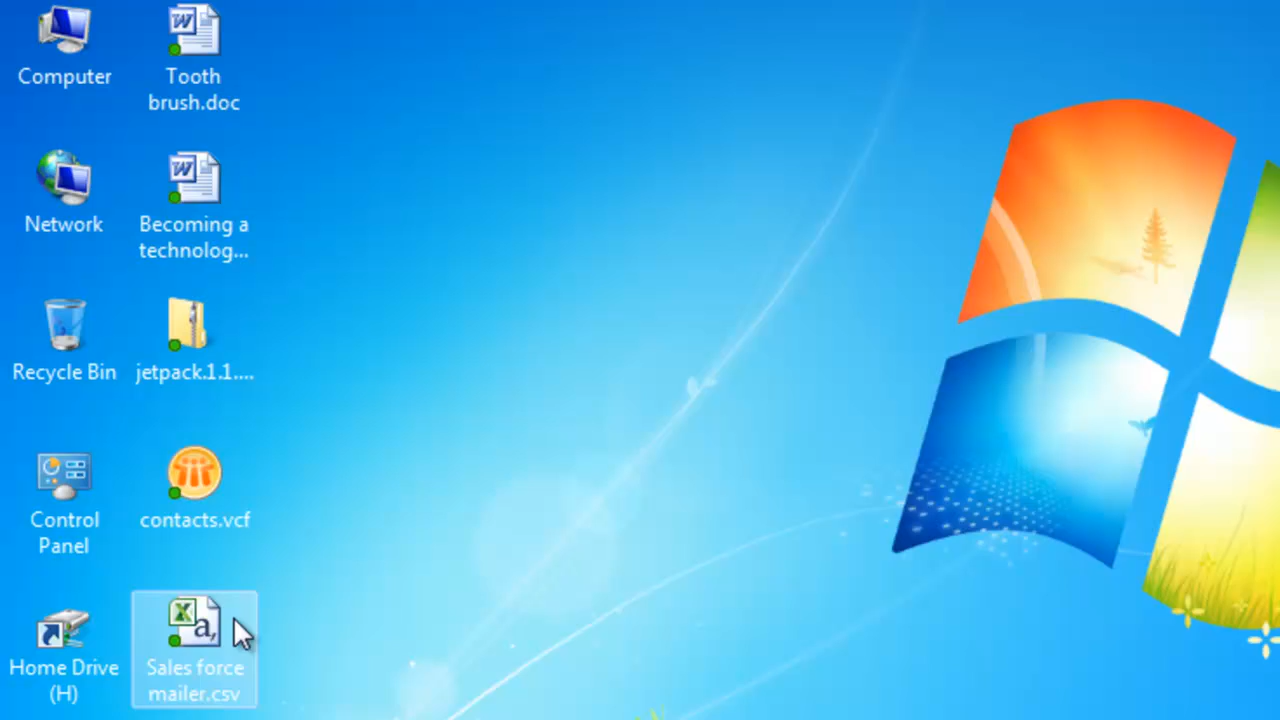 Computer
Tooth
brush.doc
Network
Becoming a
technolog...
Recycle Bin
jetpack.1.1....
Control
Panel
contacts.vcf
Home Drive
(H)
Sales force
mailer.csv